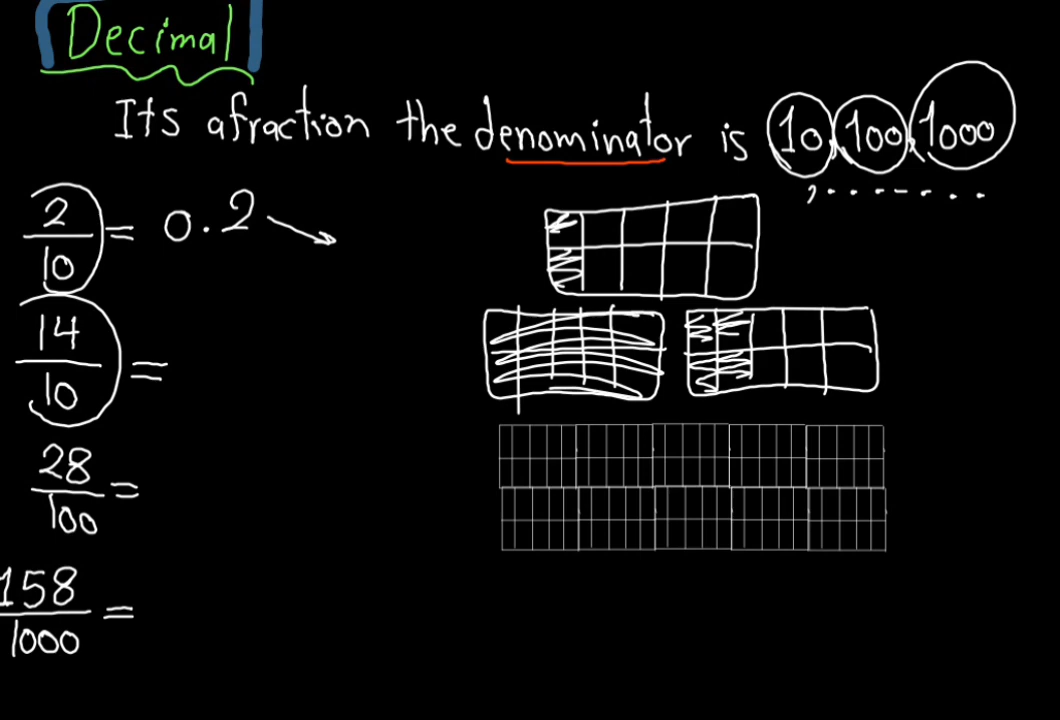 Decimal
Its afraction the denominator is 10, 100, 1000
, . . . . . . .
2/10 = 0.2
14/10 =
28/100 =
158/1000 =